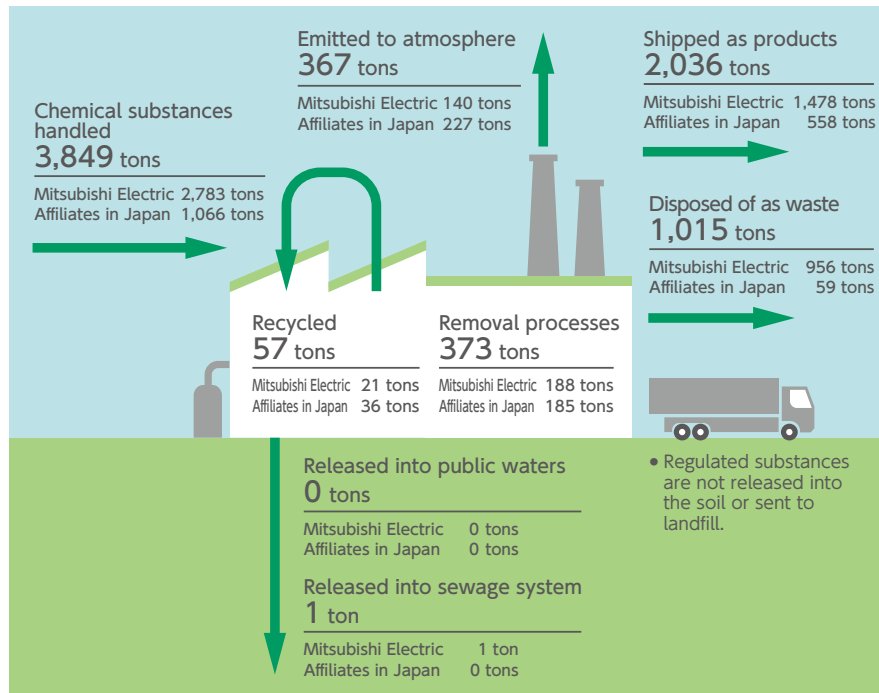 Chemical substances
handled
3,849 tons
Mitsubishi Electric 2,783 tons
Affiliates in Japan 1,066 tons
Emitted to atmosphere
367 tons
Mitsubishi Electric 140 tons
Affiliates in Japan 227 tons
Shipped as products
2,036 tons
Mitsubishi Electric 1,478 tons
Affiliates in Japan 558 tons
Disposed of as waste
1,015 tons
Mitsubishi Electric 956 tons
Affiliates in Japan 59 tons
Recycled
57 tons
Mitsubishi Electric 21 tons
Affiliates in Japan 36 tons
Removal processes
373 tons
Mitsubishi Electric 188 tons
Affiliates in Japan 185 tons
• Regulated substances
are not released into
the soil or sent to
landfill.
Released into public waters
0 tons
Mitsubishi Electric 0 tons
Affiliates in Japan 0 tons
Released into sewage system
1 ton
Mitsubishi Electric 1 ton
Affiliates in Japan 0 tons